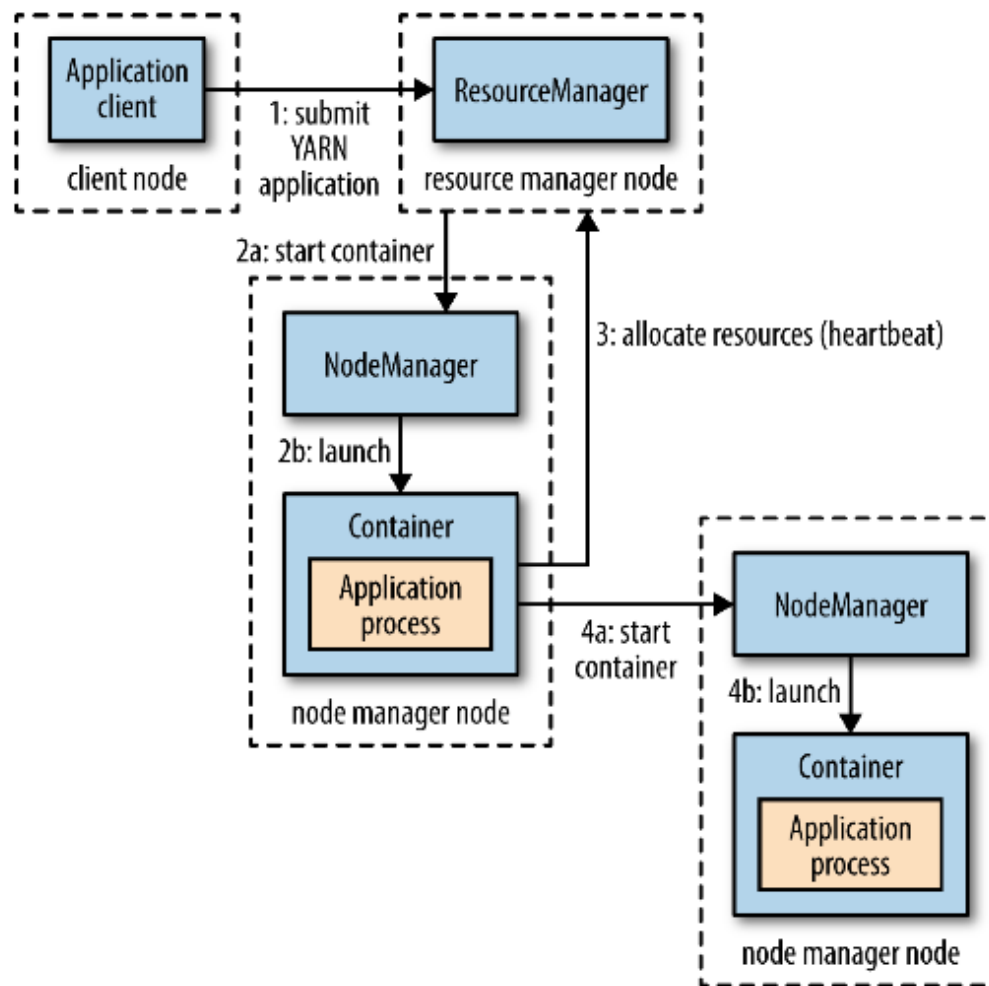 Application
client
client node
1: submit
YARN
application
ResourceManager
resource manager node
2a: start container
NodeManager
2b: launch
Container
Application
process
node manager node
3: allocate resources (heartbeat)
4a: start
container
NodeManager
4b: launch
Container
Application
process
node manager node